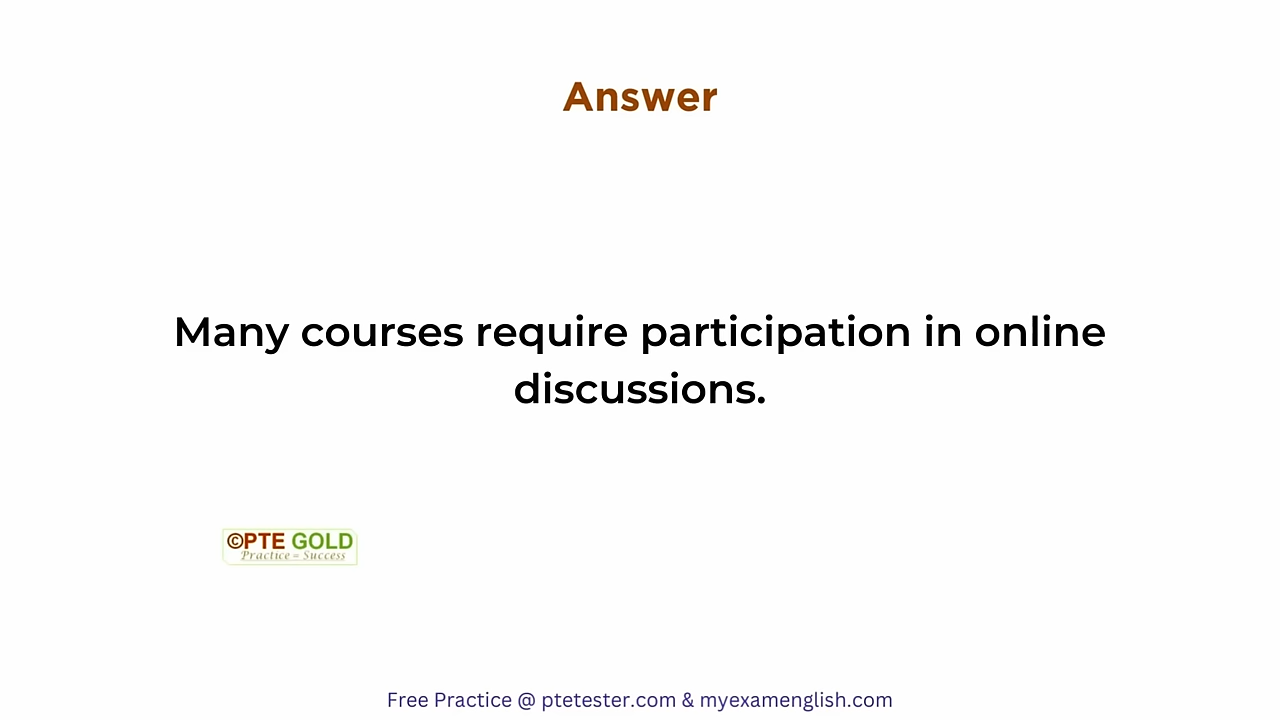 Answer
Many courses require participation in online
discussions.
©PTE GOLD
Practice = Success
Free Practice @ ptetester.com & myexamenglish.com